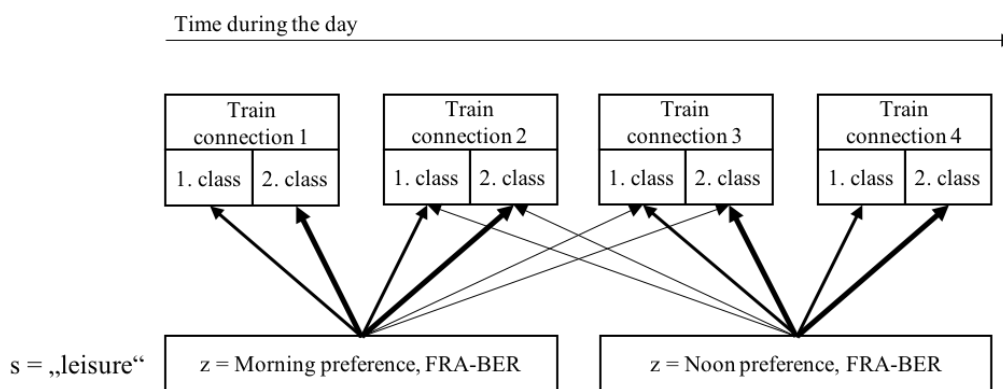 Time during the day
Train
connection 1
Train
connection 2
Train
connection 3
Train
connection 4
1. class 2. class 1. class 2. class 1. class 2. class 1. class 2. class
s = „leisure“ z = Morning preference, FRA-BER z = Noon preference, FRA-BER